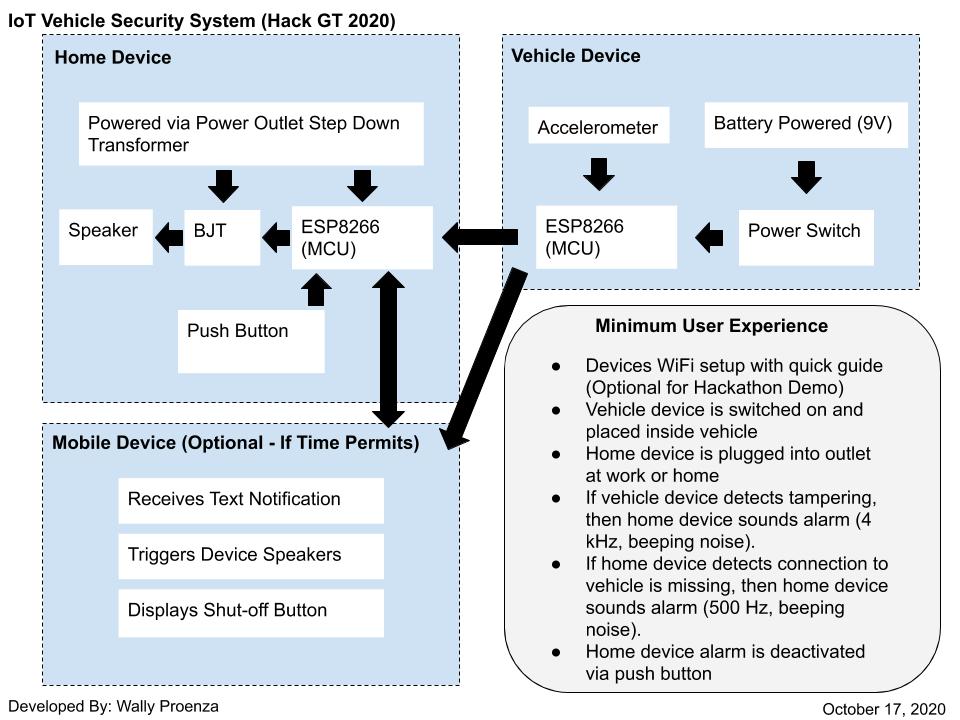 IoT Vehicle Security System (Hack GT 2020)
Home Device
Powered via Power Outlet Step Down
Transformer
Speaker
BJT
ESP8266
(MCU)
Push Button
Vehicle Device
Accelerometer
Battery Powered (9V)
ESP8266
(MCU)
Power Switch
Mobile Device (Optional - If Time Permits)
Receives Text Notification
Triggers Device Speakers
Displays Shut-off Button
Minimum User Experience
● Devices WiFi setup with quick guide
(Optional for Hackathon Demo)
● Vehicle device is switched on and
placed inside vehicle
● Home device is plugged into outlet
at work or home
● If vehicle device detects tampering,
then home device sounds alarm (4
kHz, beeping noise).
● If home device detects connection to
vehicle is missing, then home device
sounds alarm (500 Hz, beeping
noise).
● Home device alarm is deactivated
via push button
Developed By: Wally Proenza
October 17, 2020